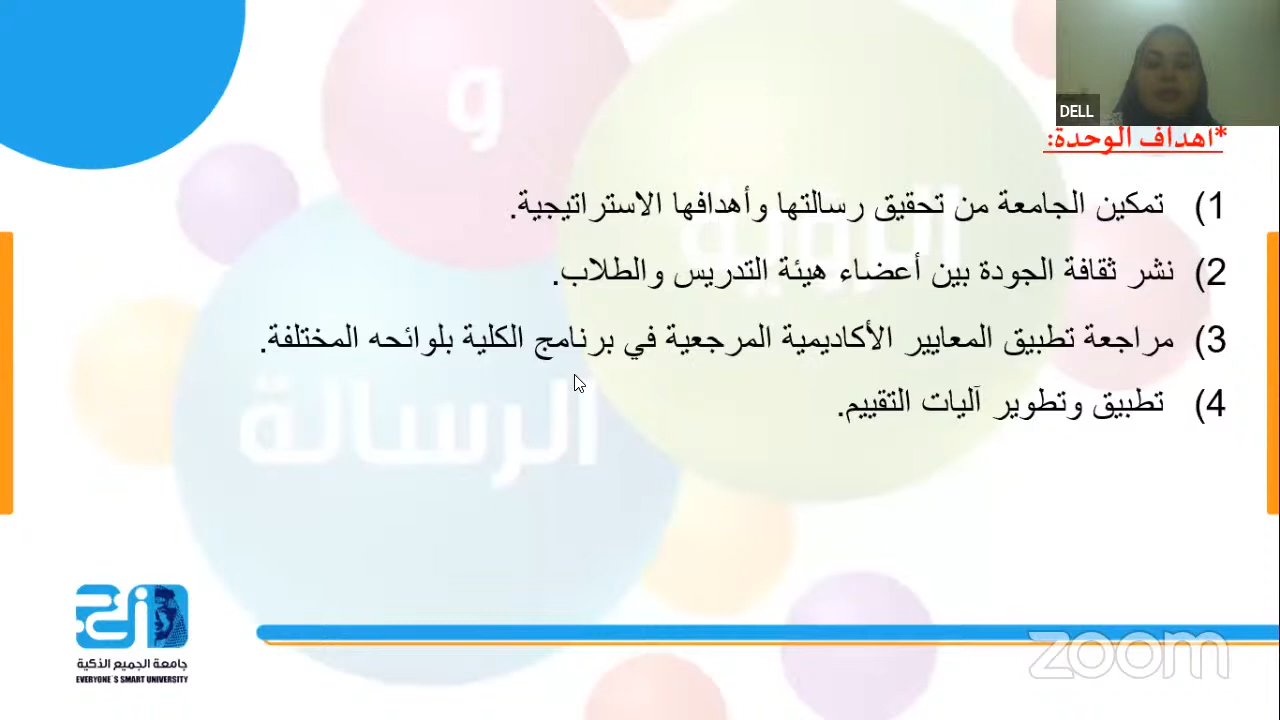 DELL
*اهداف الوحدة:
1) تمكين الجامعة من تحقيق رسالتها وأهدافها الاستراتيجية.
2) نشر ثقافة الجودة بين أعضاء هيئة التدريس والطلاب.
3) مراجعة تطبيق المعايير الأكاديمية المرجعية في برنامج الكلية بلوائحه المختلفة.
4) تطبيق وتطوير آليات التقييم.
و
الرؤية
الرسالة
جامعة الجميع الذكية
EVERYONE`S SMART UNIVERSITY
zoom